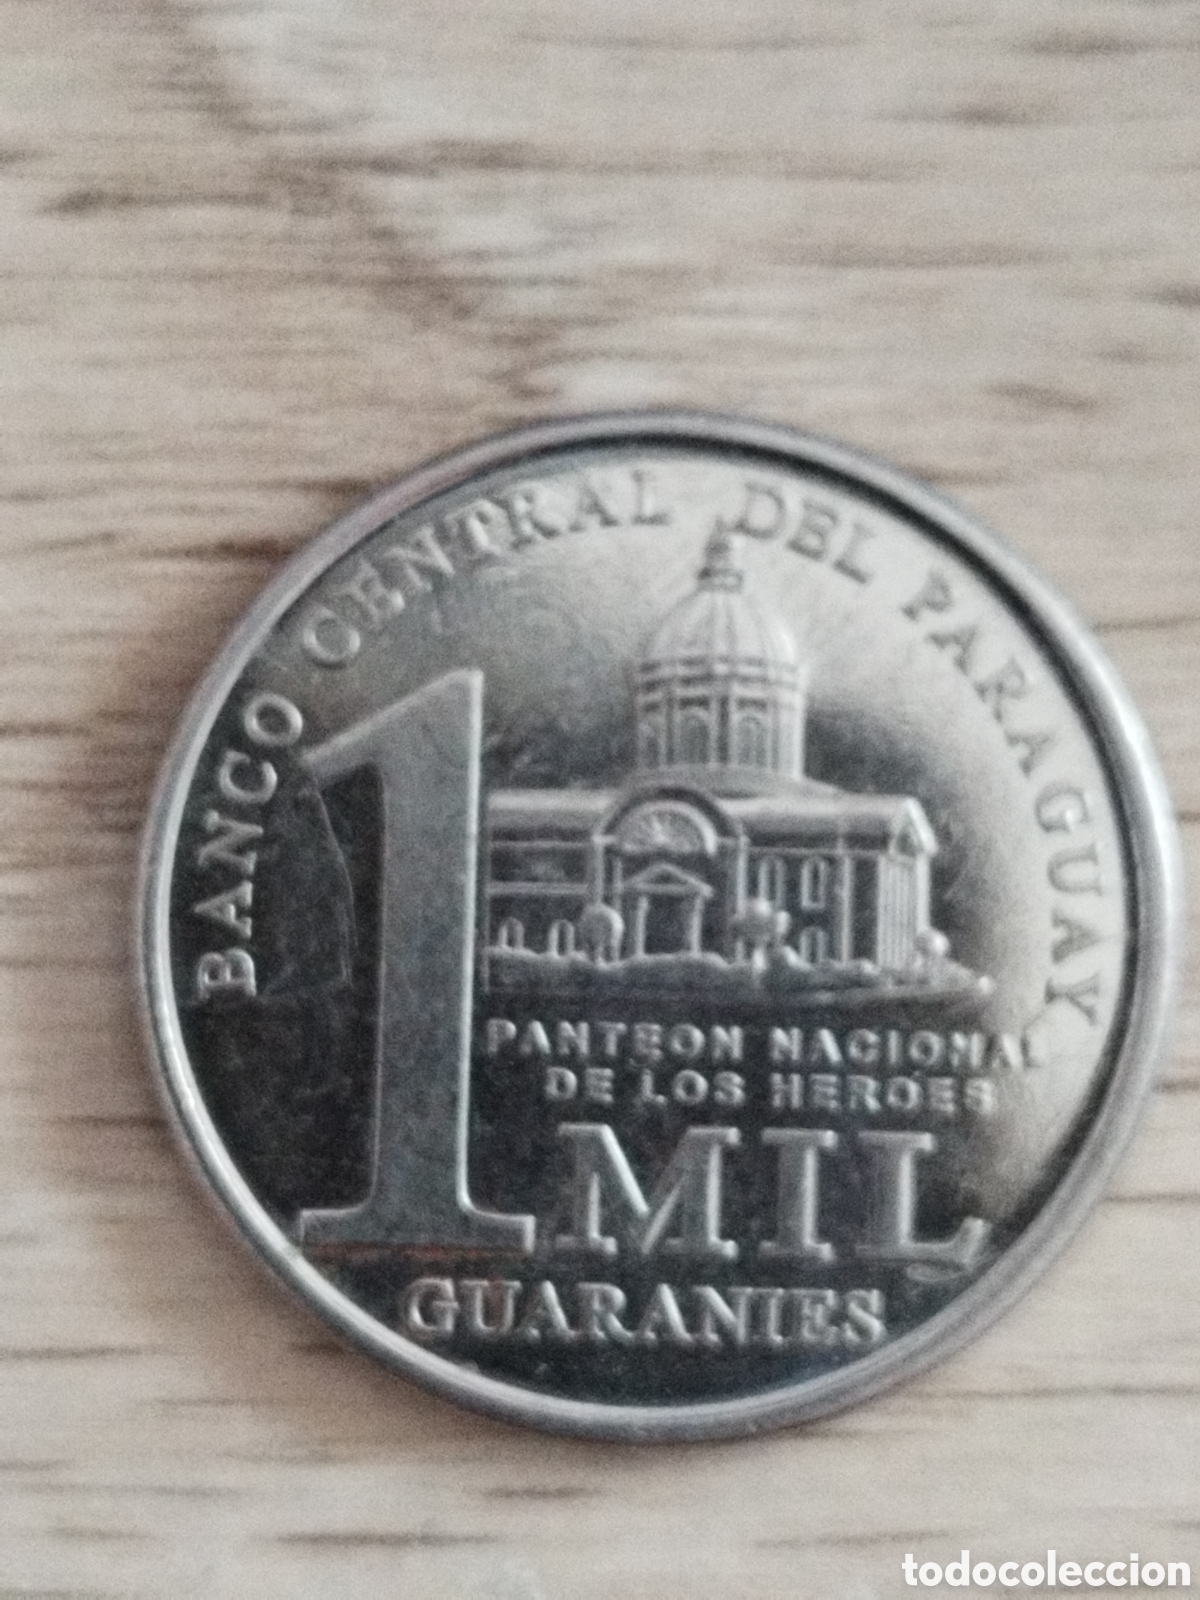 BANCO CENTRAL DEL PARAGUAY
PANTEON NACIONAL
DE LOS HEROES
1 MIL
GUARANIES
todocoleccion